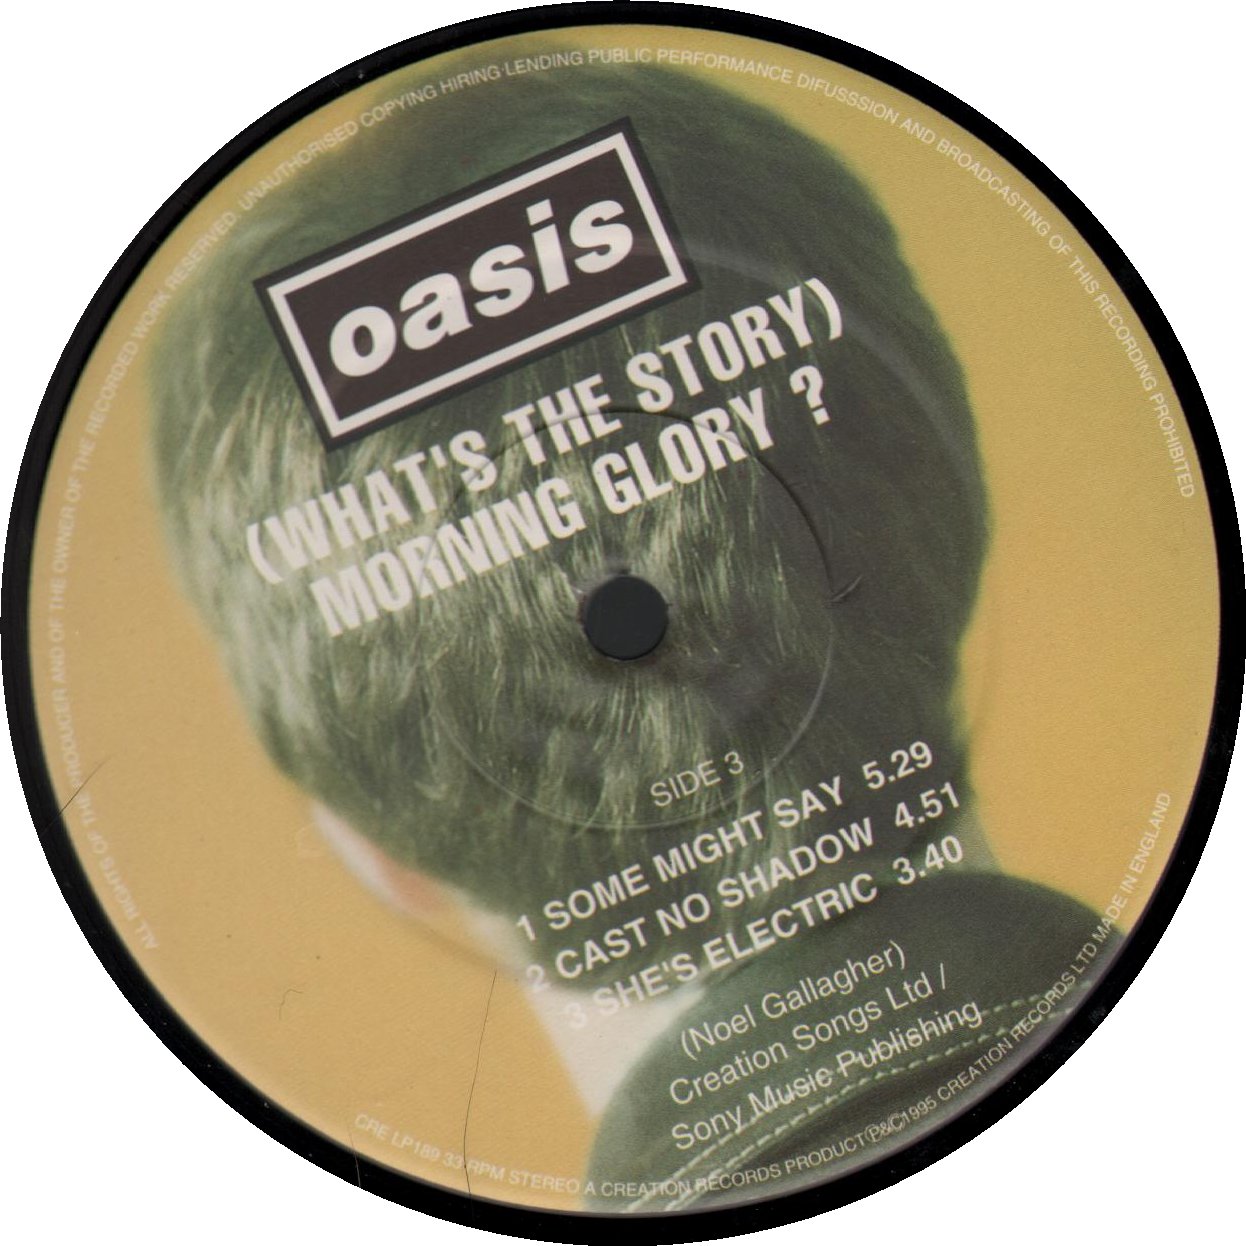 oasis
(WHAT'S THE STORY)
MORNING GLORY ?
SIDE 3
1 SOME MIGHT SAY 5.29
2 CAST NO SHADOW 4.51
3 SHE'S ELECTRIC 3.40
(Noel Gallagher)
Creation Songs Ltd /
Sony Music Publishing
ALL RIGHTS OF THE PRODUCER AND OF THE OWNER OF THE RECORDED WORK RESERVED. UNAUTHORISED COPYING HIRING LENDING PUBLIC PERFORMANCE DIFUSSSION AND BROADCASTING OF THIS RECORDING PROHIBITED
CRE LP189 33 RPM STEREO A CREATION RECORDS PRODUCT P&C1995 CREATION RECORDS LTD MADE IN ENGLAND